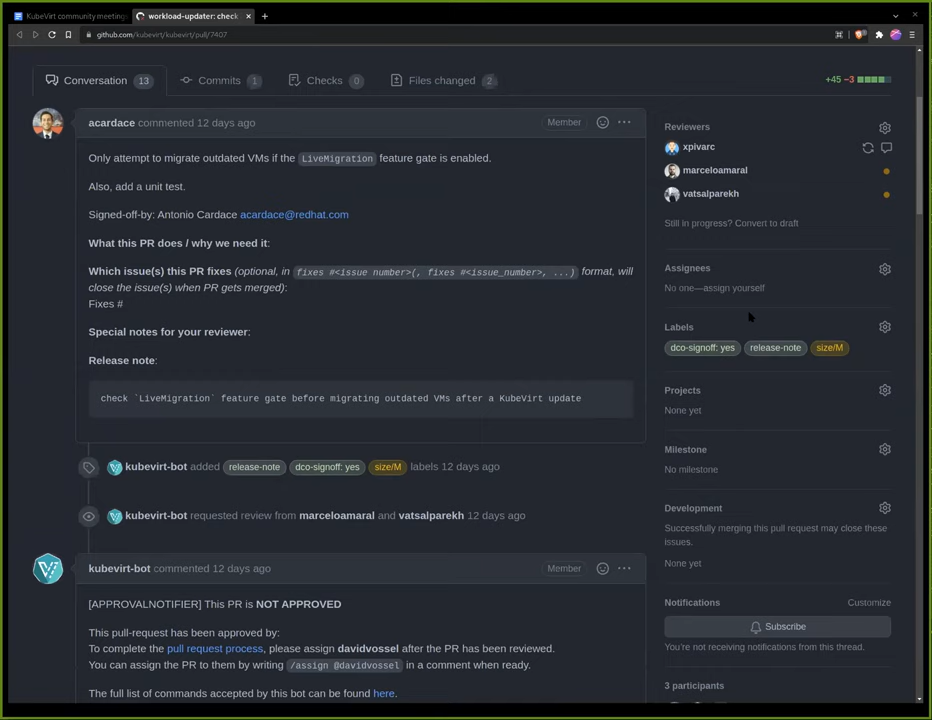 KubeVirt community meeting
workload-updater: check
github.com/kubevirt/kubevirt/pull/7407
Conversation 13
Commits 1
Checks 0
Files changed 2
+45 −3
acardace commented 12 days ago
Member
Only attempt to migrate outdated VMs if the LiveMigration feature gate is enabled.
Also, add a unit test.
Signed-off-by: Antonio Cardace acardace@redhat.com
What this PR does / why we need it:
Which issue(s) this PR fixes (optional, in fixes #<issue number>(, fixes #<issue_number>, ...) format, will
close the issue(s) when PR gets merged):
Fixes #
Special notes for your reviewer:
Release note:
check `LiveMigration` feature gate before migrating outdated VMs after a KubeVirt update
kubevirt-bot added release-note dco-signoff: yes size/M labels 12 days ago
kubevirt-bot requested review from marceloamaral and vatsalparekh 12 days ago
kubevirt-bot commented 12 days ago
Member
[APPROVALNOTIFIER] This PR is NOT APPROVED
This pull-request has been approved by:
To complete the pull request process, please assign davidvossel after the PR has been reviewed.
You can assign the PR to them by writing /assign @davidvossel in a comment when ready.
The full list of commands accepted by this bot can be found here.
Reviewers
xpivarc
marceloamaral
vatsalparekh
Still in progress? Convert to draft
Assignees
No one—assign yourself
Labels
dco-signoff: yes release-note size/M
Projects
None yet
Milestone
No milestone
Development
Successfully merging this pull request may close these
issues.
None yet
Notifications
Customize
Subscribe
You're not receiving notifications from this thread.
3 participants